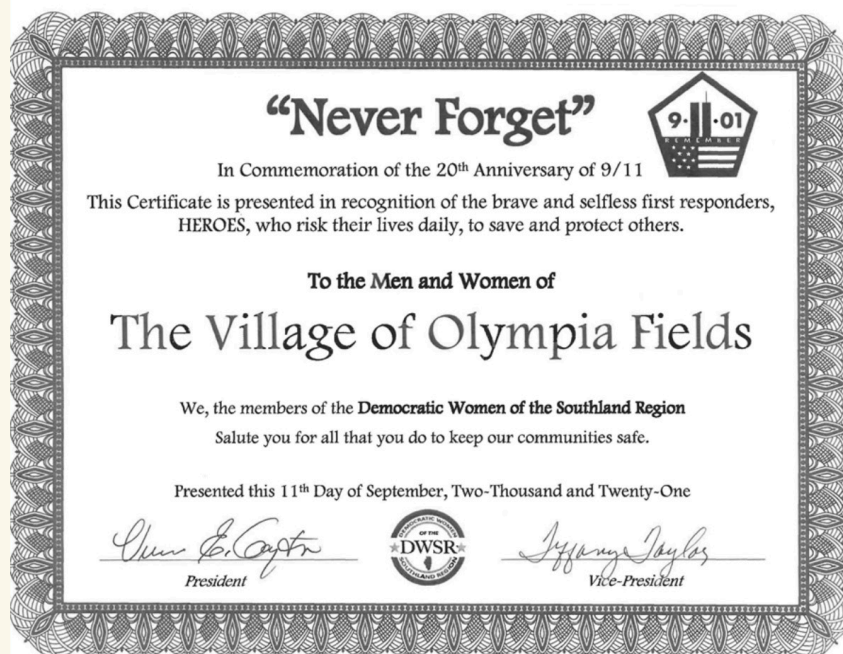 “Never Forget”
9·11·01
REMEMBER
In Commemoration of the 20th Anniversary of 9/11
This Certificate is presented in recognition of the brave and selfless first responders,
HEROES, who risk their lives daily, to save and protect others.
To the Men and Women of
The Village of Olympia Fields
We, the members of the Democratic Women of the Southland Region
Salute you for all that you do to keep our communities safe.
Presented this 11th Day of September, Two-Thousand and Twenty-One
DEMOCRATIC WOMEN
OF THE
DWSR
SOUTHLAND REGION
Tyffanye Taylor
President
Vice-President